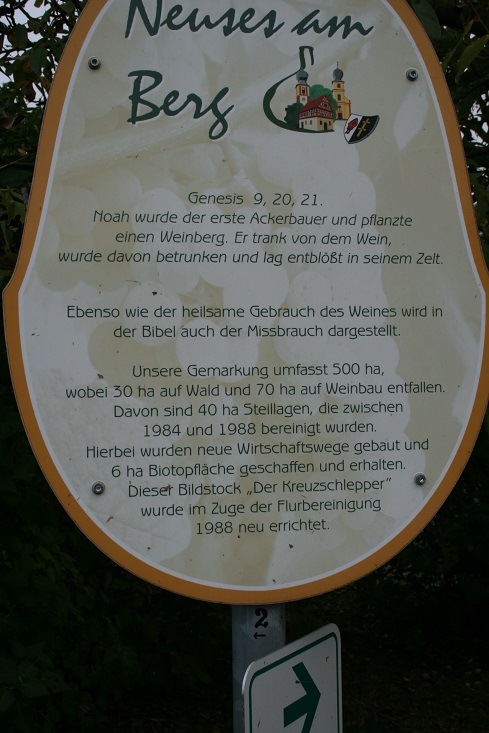 Neuses am
Berg
Genesis 9, 20, 21.
Noah wurde der erste Ackerbauer und pflanzte
einen Weinberg. Er trank von dem Wein,
wurde davon betrunken und lag entblößt in seinem Zelt.
Ebenso wie der heilsame Gebrauch des Weines wird in
der Bibel auch der Missbrauch dargestellt.
Unsere Gemarkung umfasst 500 ha,
wobei 30 ha auf Wald und 70 ha auf Weinbau entfallen.
Davon sind 40 ha Steillagen, die zwischen
1984 und 1988 bereinigt wurden.
Hierbei wurden neue Wirtschaftswege gebaut und
6 ha Biotopfläche geschaffen und erhalten.
Dieser Bildstock „Der Kreuzschlepper"
wurde im Zuge der Flurbereinigung
1988 neu errichtet.
2